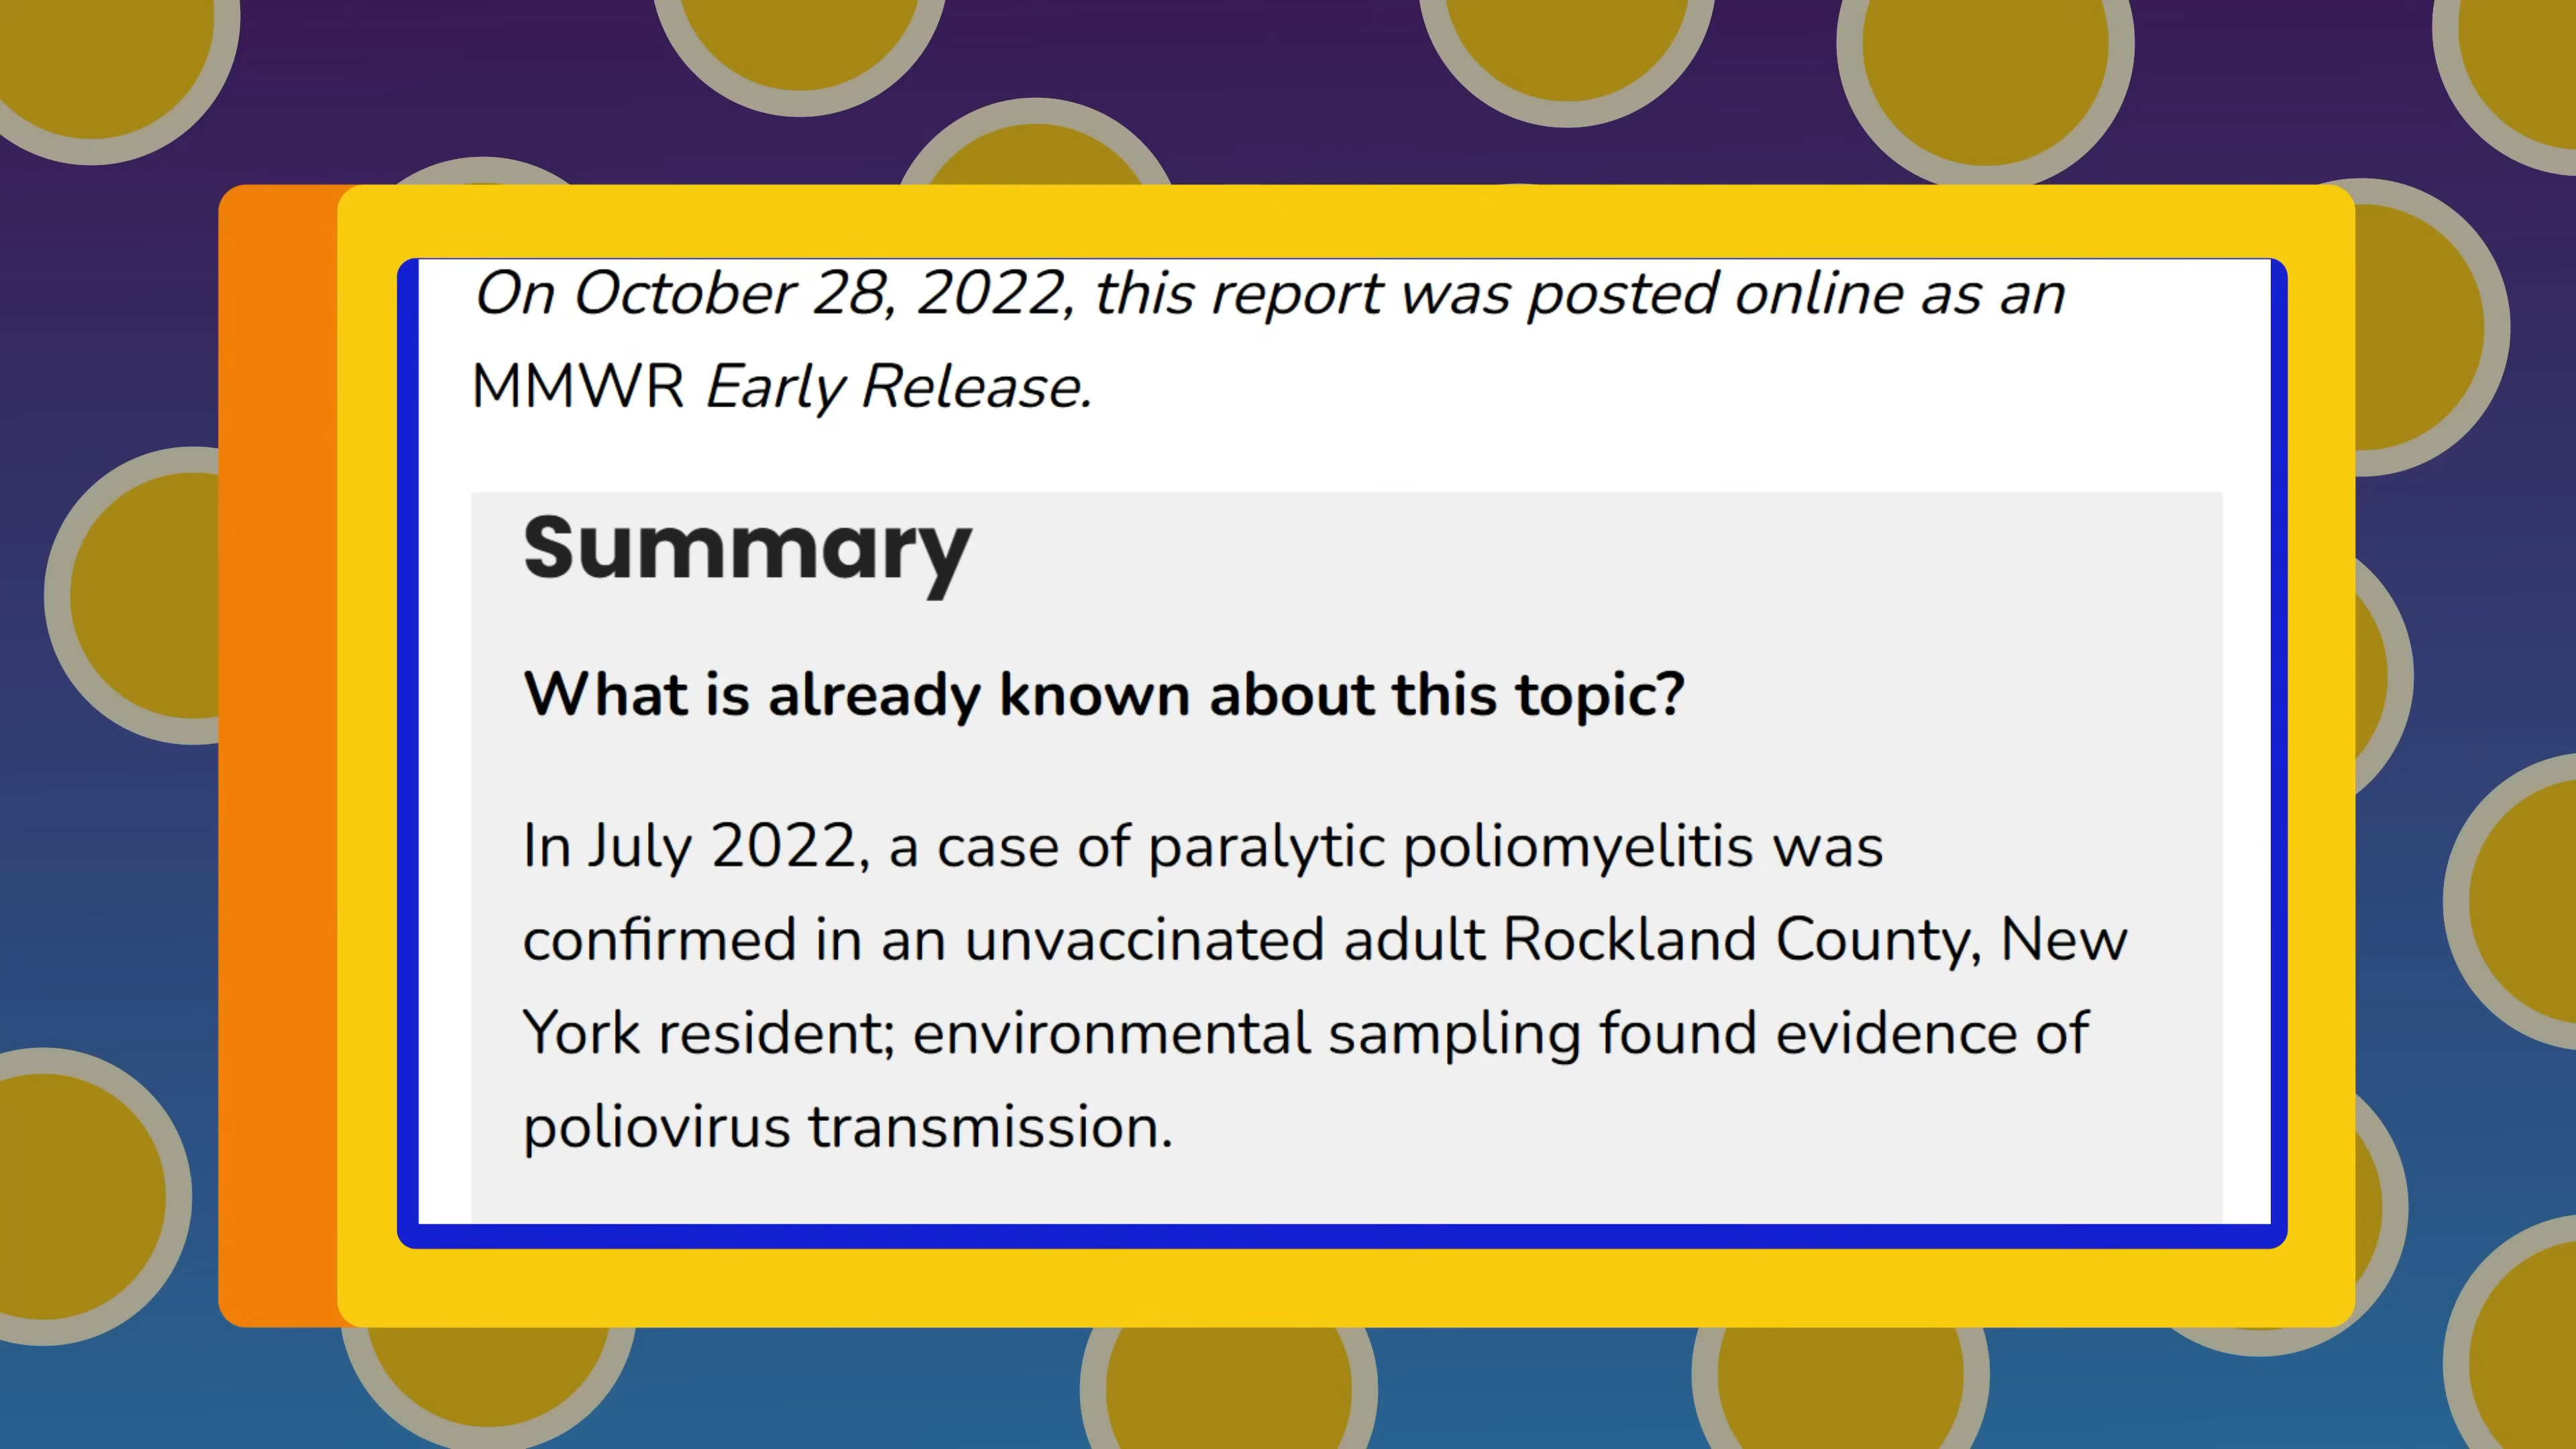 On October 28, 2022, this report was posted online as an
MMWR Early Release.
Summary
What is already known about this topic?
In July 2022, a case of paralytic poliomyelitis was
confirmed in an unvaccinated adult Rockland County, New
York resident; environmental sampling found evidence of
poliovirus transmission.